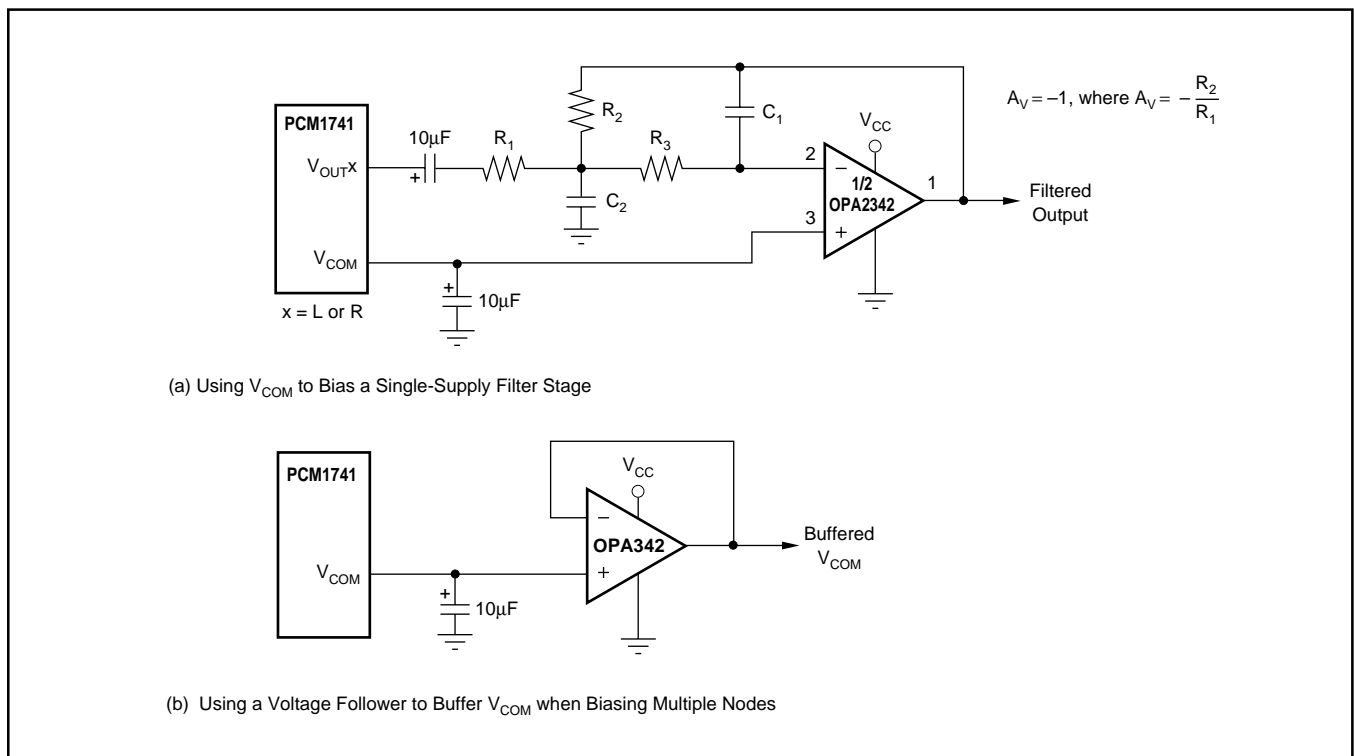 PCM1741
V_OUTx
10μF
+
R1
R2
C2
R3
C1
VCC
2
−
1/2
OPA2342
3
+
1
Filtered
Output
AV = −1, where AV = − R2
R1
VCOM
+
10μF
x = L or R
(a) Using VCOM to Bias a Single-Supply Filter Stage
PCM1741
VCOM
+
10μF
VCC
−
OPA342
+
Buffered
VCOM
(b) Using a Voltage Follower to Buffer VCOM when Biasing Multiple Nodes